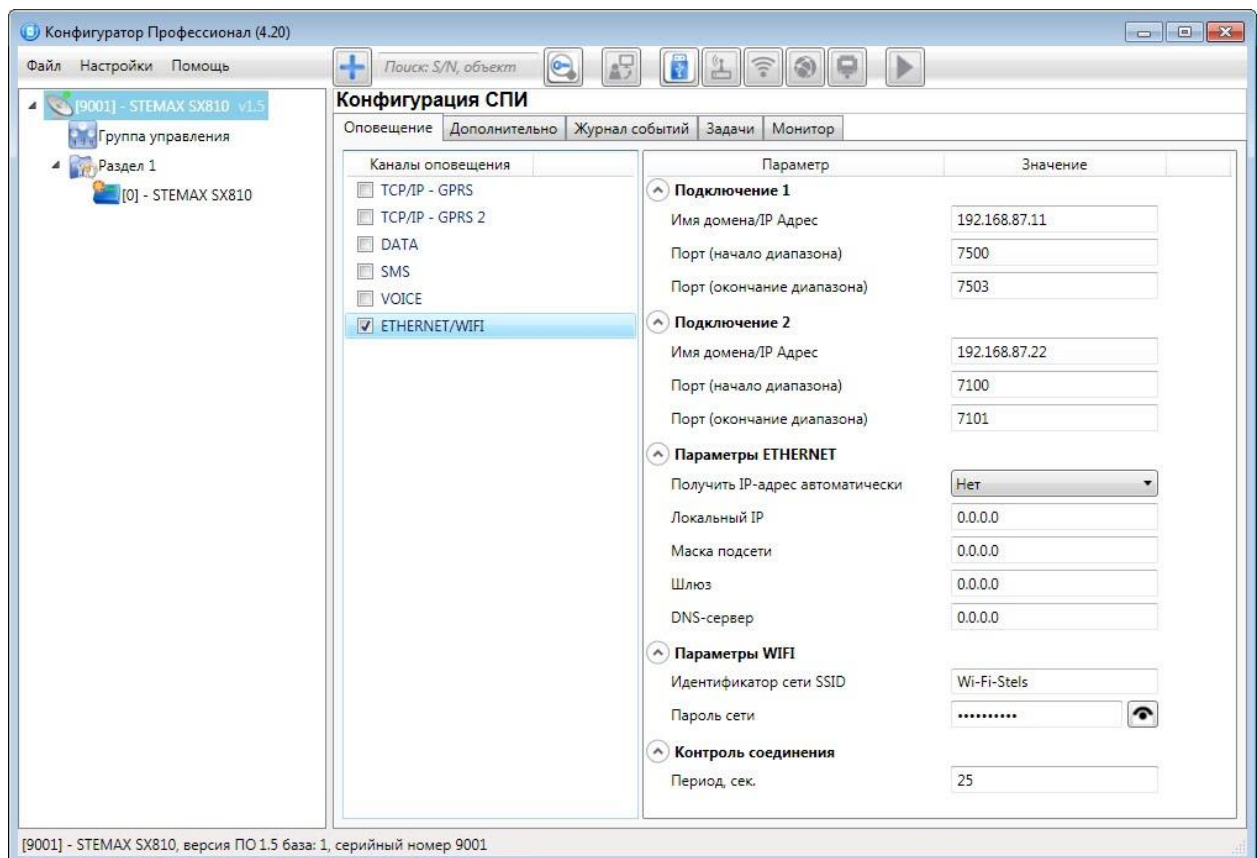 Конфигуратор Профессионал (4.20)
Файл Настройки Помощь
Поиск: S/N, объект
[9001] - STEMAX SX810 v1.5
Группа управления
Раздел 1
[0] - STEMAX SX810
Конфигурация СПИ
Оповещение Дополнительно Журнал событий Задачи Монитор
Каналы оповещения
TCP/IP - GPRS
TCP/IP - GPRS 2
DATA
SMS
VOICE
ETHERNET/WIFI
Параметр Значение
Подключение 1
Имя домена/IP Адрес 192.168.87.11
Порт (начало диапазона) 7500
Порт (окончание диапазона) 7503
Подключение 2
Имя домена/IP Адрес 192.168.87.22
Порт (начало диапазона) 7100
Порт (окончание диапазона) 7101
Параметры ETHERNET
Получить IP-адрес автоматически Нет
Локальный IP 0.0.0.0
Маска подсети 0.0.0.0
Шлюз 0.0.0.0
DNS-сервер 0.0.0.0
Параметры WIFI
Идентификатор сети SSID Wi-Fi-Stels
Пароль сети ••••••••••
Контроль соединения
Период, сек. 25
[9001] - STEMAX SX810, версия ПО 1.5 база: 1, серийный номер 9001